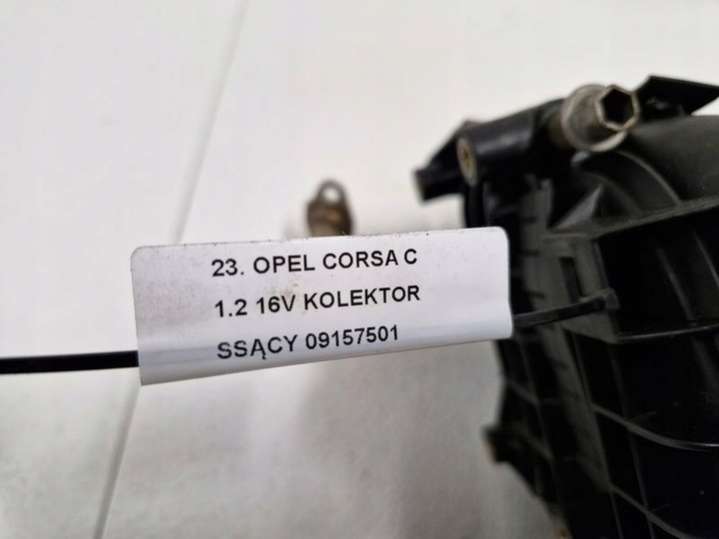 23. OPEL CORSA C
1.2 16V KOLEKTOR
SSĄCY 09157501